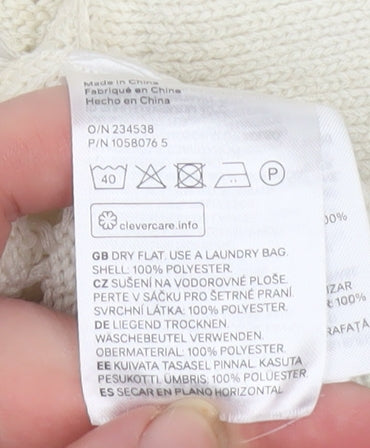 Made in China
Fabriqué en China
Hecho en China
O/N 234538
P/N 1058076 5
40
P
clevercare.info
GB DRY FLAT. USE A LAUNDRY BAG.
SHELL: 100% POLYESTER.
CZ SUŠENÍ NA VODOROVNÉ PLOŠE.
PERTE V SÁČKU PRO ŠETRNÉ PRANÍ.
SVRCHNÍ LÁTKA: 100% POLYESTER.
DE LIEGEND TROCKNEN.
WASCHEBEUTEL VERWENDEN.
OBERMATERIAL: 100% POLYESTER.
EE KUIVATA TASASEL PINNAL. KASUTA
PESUKOTTI. ÜMBRIS: 100% POLÜESTER
ES SECAR EN PLANO HORIZONTAL
100%